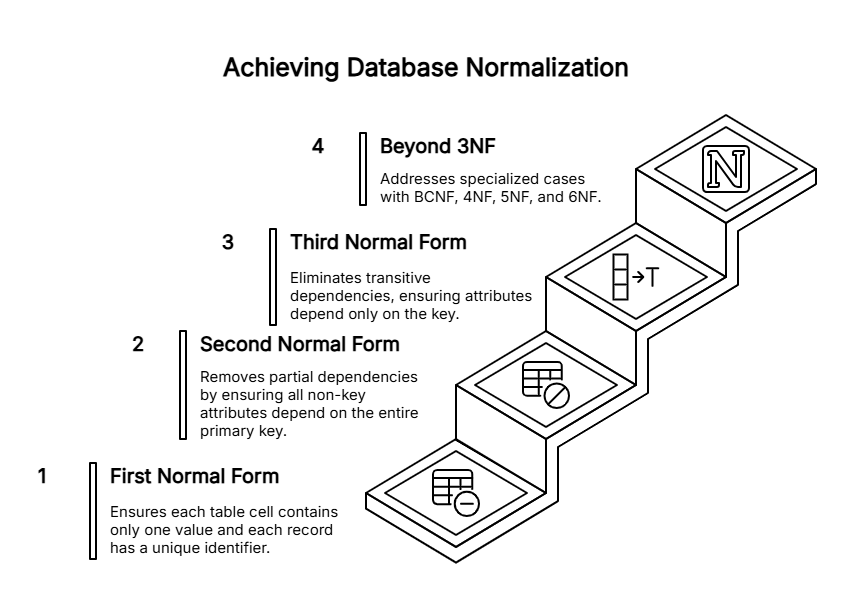 Achieving Database Normalization
4
Beyond 3NF
Addresses specialized cases
with BCNF, 4NF, 5NF, and 6NF.
N
3
Third Normal Form
Eliminates transitive
dependencies, ensuring attributes
depend only on the key.
T
2
Second Normal Form
Removes partial dependencies
by ensuring all non-key
attributes depend on the entire
primary key.
1
First Normal Form
Ensures each table cell contains
only one value and each record
has a unique identifier.